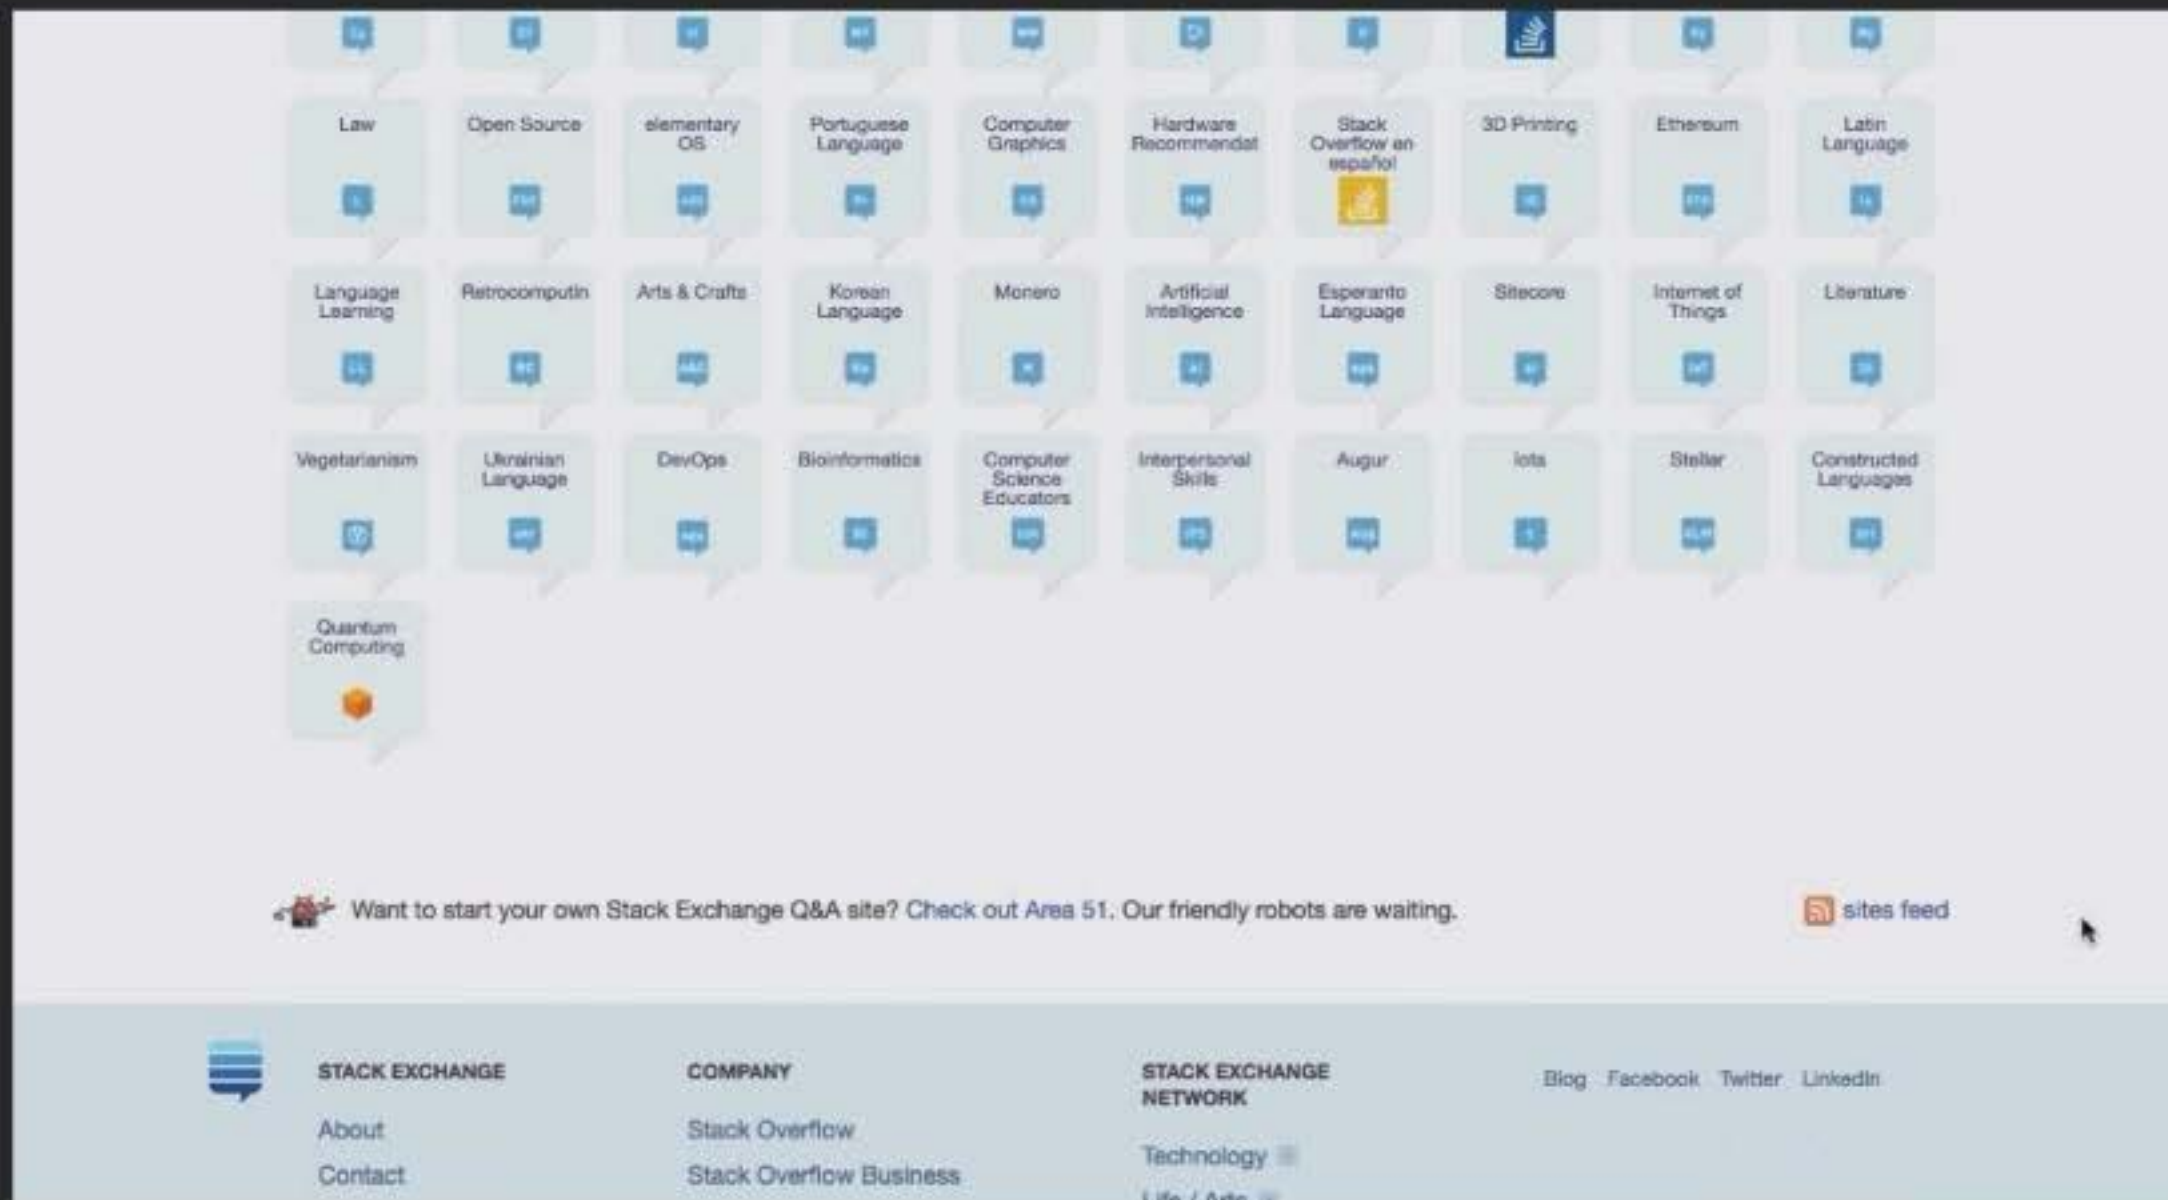 Law
Open Source
elementary
OS
Portuguese
Language
Computer
Graphics
Hardware
Recommendat
Stack
Overflow en
español
3D Printing
Ethereum
Latin
Language
Language
Learning
Retrocomputin
Arts & Crafts
Korean
Language
Monero
Artificial
Intelligence
Esperanto
Language
Sitecore
Internet of
Things
Literature
Vegetarianism
Ukrainian
Language
DevOps
Bioinformatics
Computer
Science
Educators
Interpersonal
Skills
Augur
Iota
Stellar
Constructed
Languages
Quantum
Computing
Want to start your own Stack Exchange Q&A site? Check out Area 51. Our friendly robots are waiting.
sites feed
STACK EXCHANGE
About
Contact
COMPANY
Stack Overflow
Stack Overflow Business
STACK EXCHANGE
NETWORK
Technology
Life / Arts
Blog Facebook Twitter LinkedIn